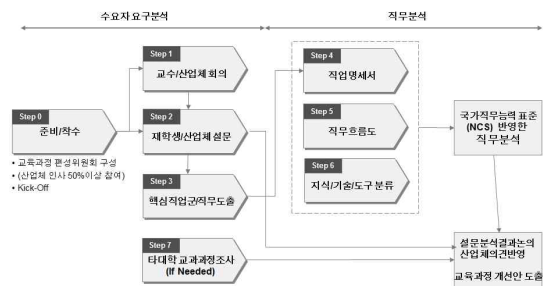 수요자 요구분석
직무분석
Step 0
준비/착수
• 교육과정 편성위원회 구성
• (산업체 인사 50%이상 참여)
• Kick-Off
Step 1
교수/산업체 회의
Step 2
재학생/산업체 설문
Step 3
핵심직업군/직무도출
Step 7
타대학 교과과정조사
(If Needed)
Step 4
직업명세서
Step 5
직무흐름도
Step 6
지식/기술/도구 분류
국가직무능력 표준
(NCS) 반영한
직무분석
설문분석결과논의
산업체의견반영
교육과정 개선안 도출